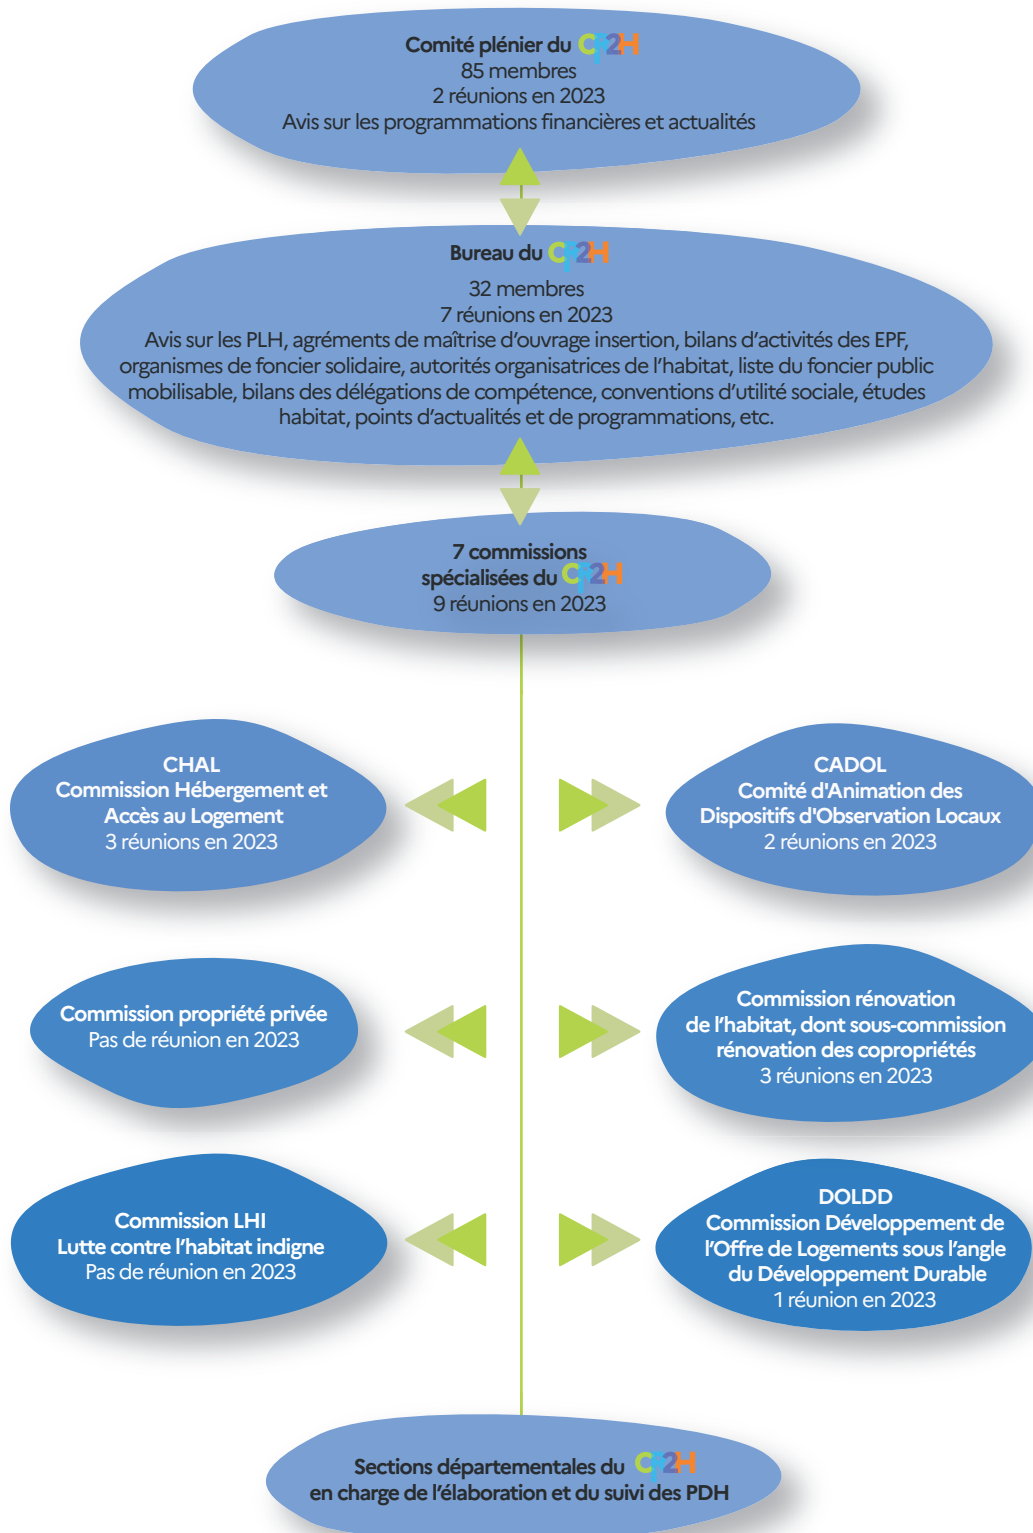 Comité plénier du CR2H
85 membres
2 réunions en 2023
Avis sur les programmations financières et actualités
Bureau du CR2H
32 membres
7 réunions en 2023
Avis sur les PLH, agréments de maîtrise d’ouvrage insertion, bilans d’activités des EPF,
organismes de foncier solidaire, autorités organisatrices de l’habitat, liste du foncier public
mobilisable, bilans des délégations de compétence, conventions d’utilité sociale, études
habitat, points d’actualités et de programmations, etc.
7 commissions
spécialisées du CR2H
9 réunions en 2023
CHAL
Commission Hébergement et
Accès au Logement
3 réunions en 2023
CADOL
Comité d'Animation des
Dispositifs d'Observation Locaux
2 réunions en 2023
Commission propriété privée
Pas de réunion en 2023
Commission rénovation
de l’habitat, dont sous-commission
rénovation des copropriétés
3 réunions en 2023
Commission LHI
Lutte contre l’habitat indigne
Pas de réunion en 2023
DOLDD
Commission Développement de
l’Offre de Logements sous l’angle
du Développement Durable
1 réunion en 2023
Sections départementales du CR2H
en charge de l’élaboration et du suivi des PDH